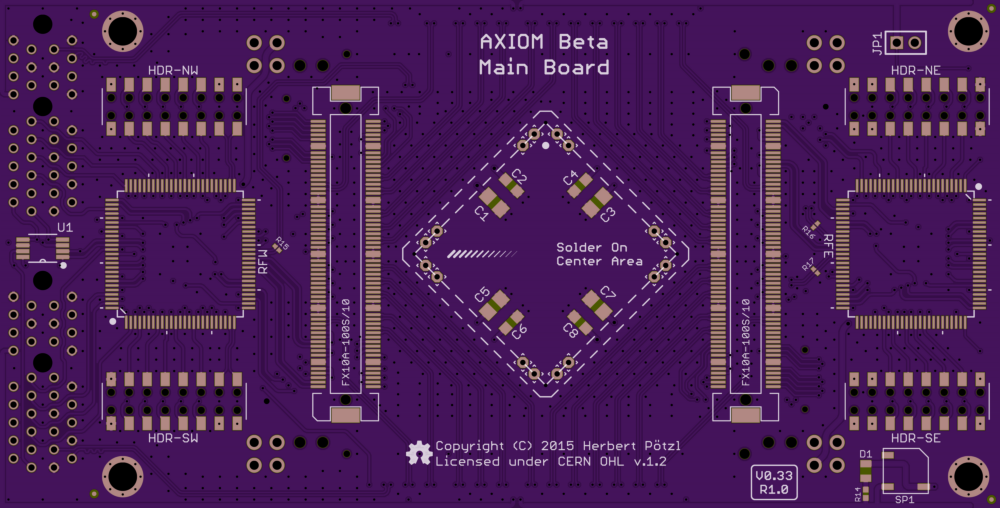 AXIOM Beta
Main Board
JP1
HDR-NW
HDR-NE
C2
C1
C4
C3
U1
RFW
R15
Solder On
Center Area
R16
R17
RFE
C5
C6
C7
C8
FX10A-100S/10
FX10A-100S/10
HDR-SW
HDR-SE
Copyright (C) 2015 Herbert Pötzl
Licensed under CERN OHL v.1.2
V0.33
R1.0
D1
R14
SP1